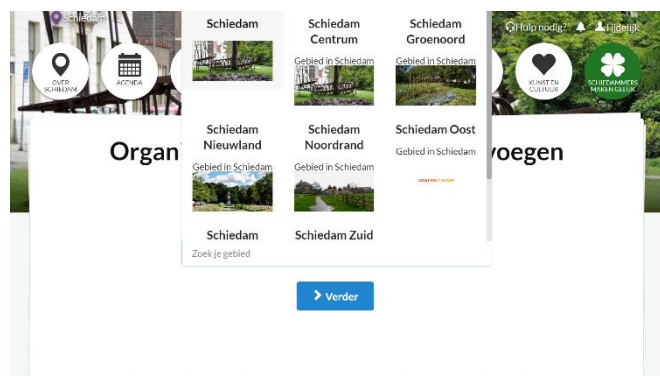 Schiedam
Hulp nodig?
Tijdelijk
OVER
SCHIEDAM
AGENDA
KUNST EN
CULTUUR
SCHIEDAMMERS
MAKEN GELUK
Organ
voegen
Schiedam
Schiedam
Centrum
Gebied in Schiedam
Schiedam
Groenoord
Gebied in Schiedam
Schiedam
Nieuwland
Gebied in Schiedam
Schiedam
Noordrand
Gebied in Schiedam
Schiedam Oost
Gebied in Schiedam
Schiedam
Schiedam Zuid
Zoek je gebied
Verder